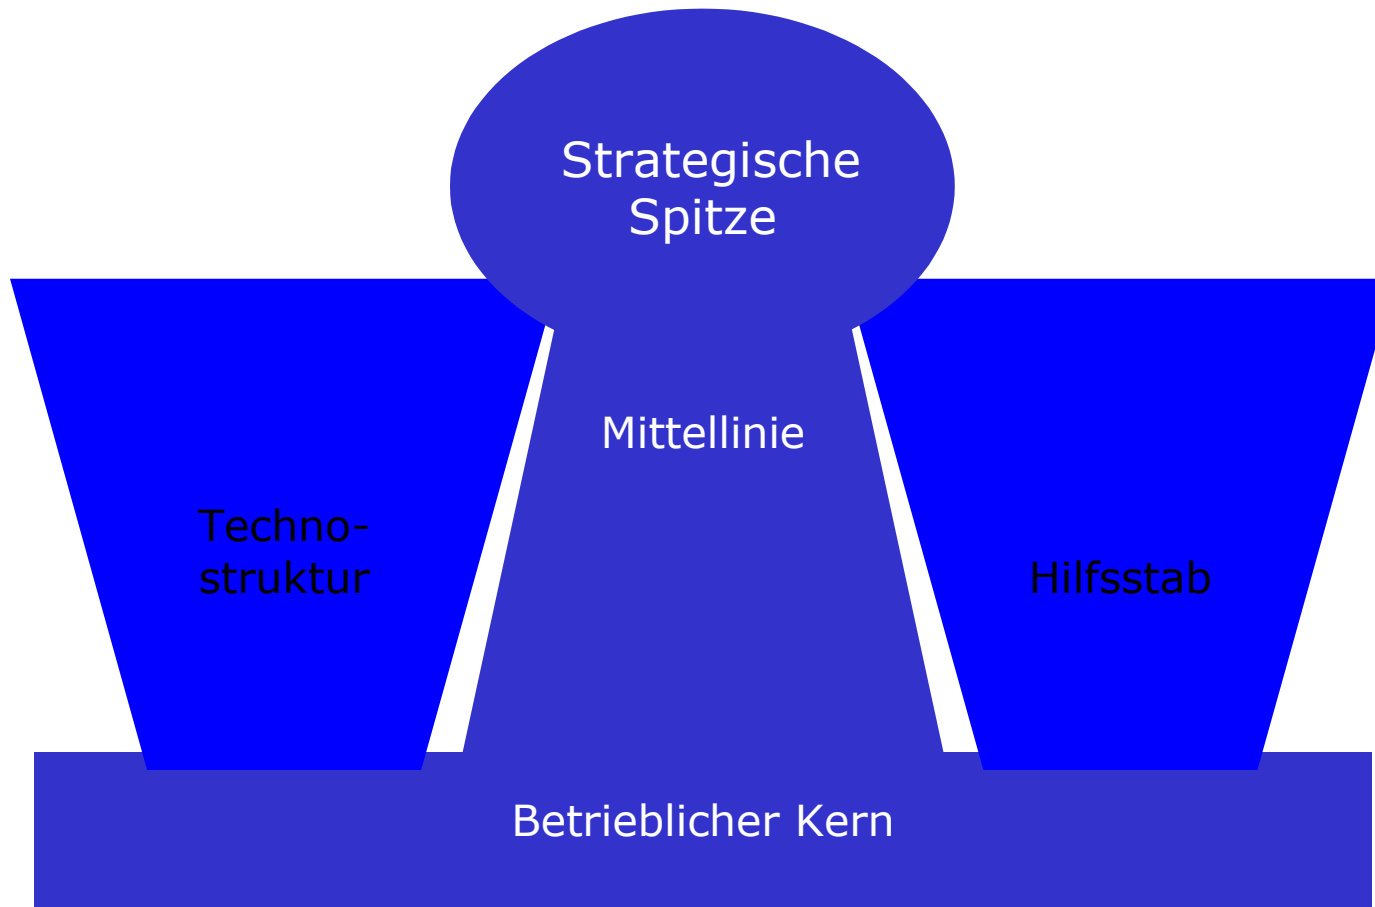 Strategische
Spitze
Mittellinie
Techno-
struktur
Hilfsstab
Betrieblicher Kern